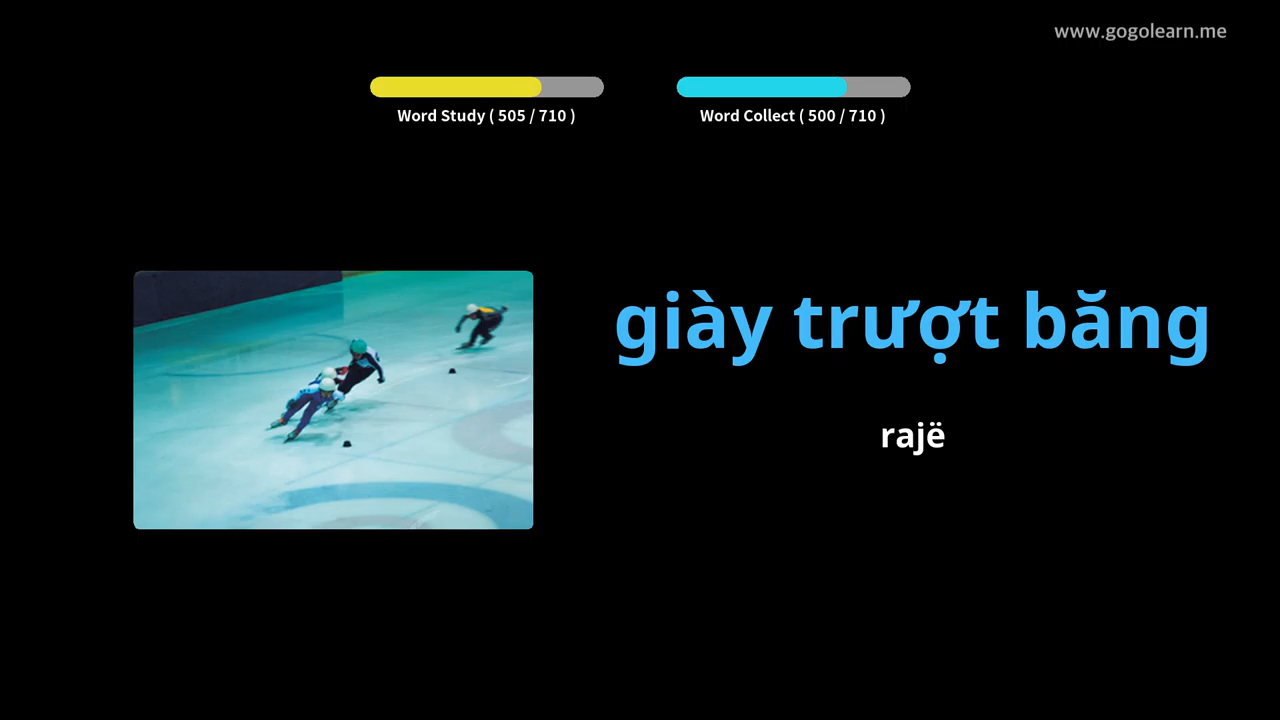 www.gogolearn.me
Word Study ( 505 / 710 )
Word Collect ( 500 / 710 )
giày trượt băng
rajë